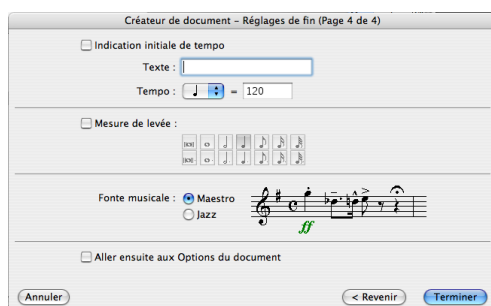 Créateur de document – Réglages de fin (Page 4 de 4)
Indication initiale de tempo
Texte :
Tempo : = 120
Mesure de levée :
Fonte musicale : Maestro
Jazz
ff
Aller ensuite aux Options du document
Annuler < Revenir Terminer